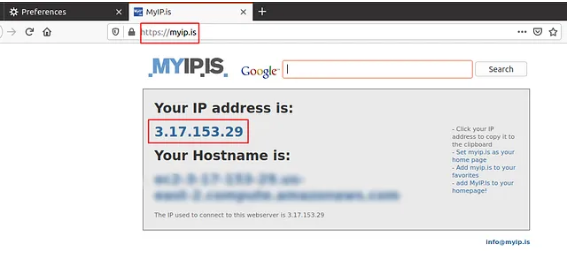 Preferences
MyIP.is
https://myip.is
MYIP.IS
Google
Search
Your IP address is:
3.17.153.29
Your Hostname is:
The IP used to connect to this webserver is 3.17.153.29
- Click your IP
address to copy it to
the clipboard
- Set myip.is as your
home page
- Add myip.is to your
favorites
- add MyIP.is to your
homepage!
info@myip.is